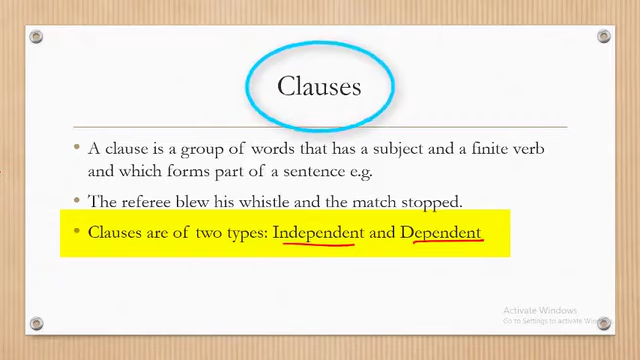 Clauses
• A clause is a group of words that has a subject and a finite verb
and which forms part of a sentence e.g.
• The referee blew his whistle and the match stopped.
• Clauses are of two types: Independent and Dependent
Activate Windows
Go to Settings to activate Windows.